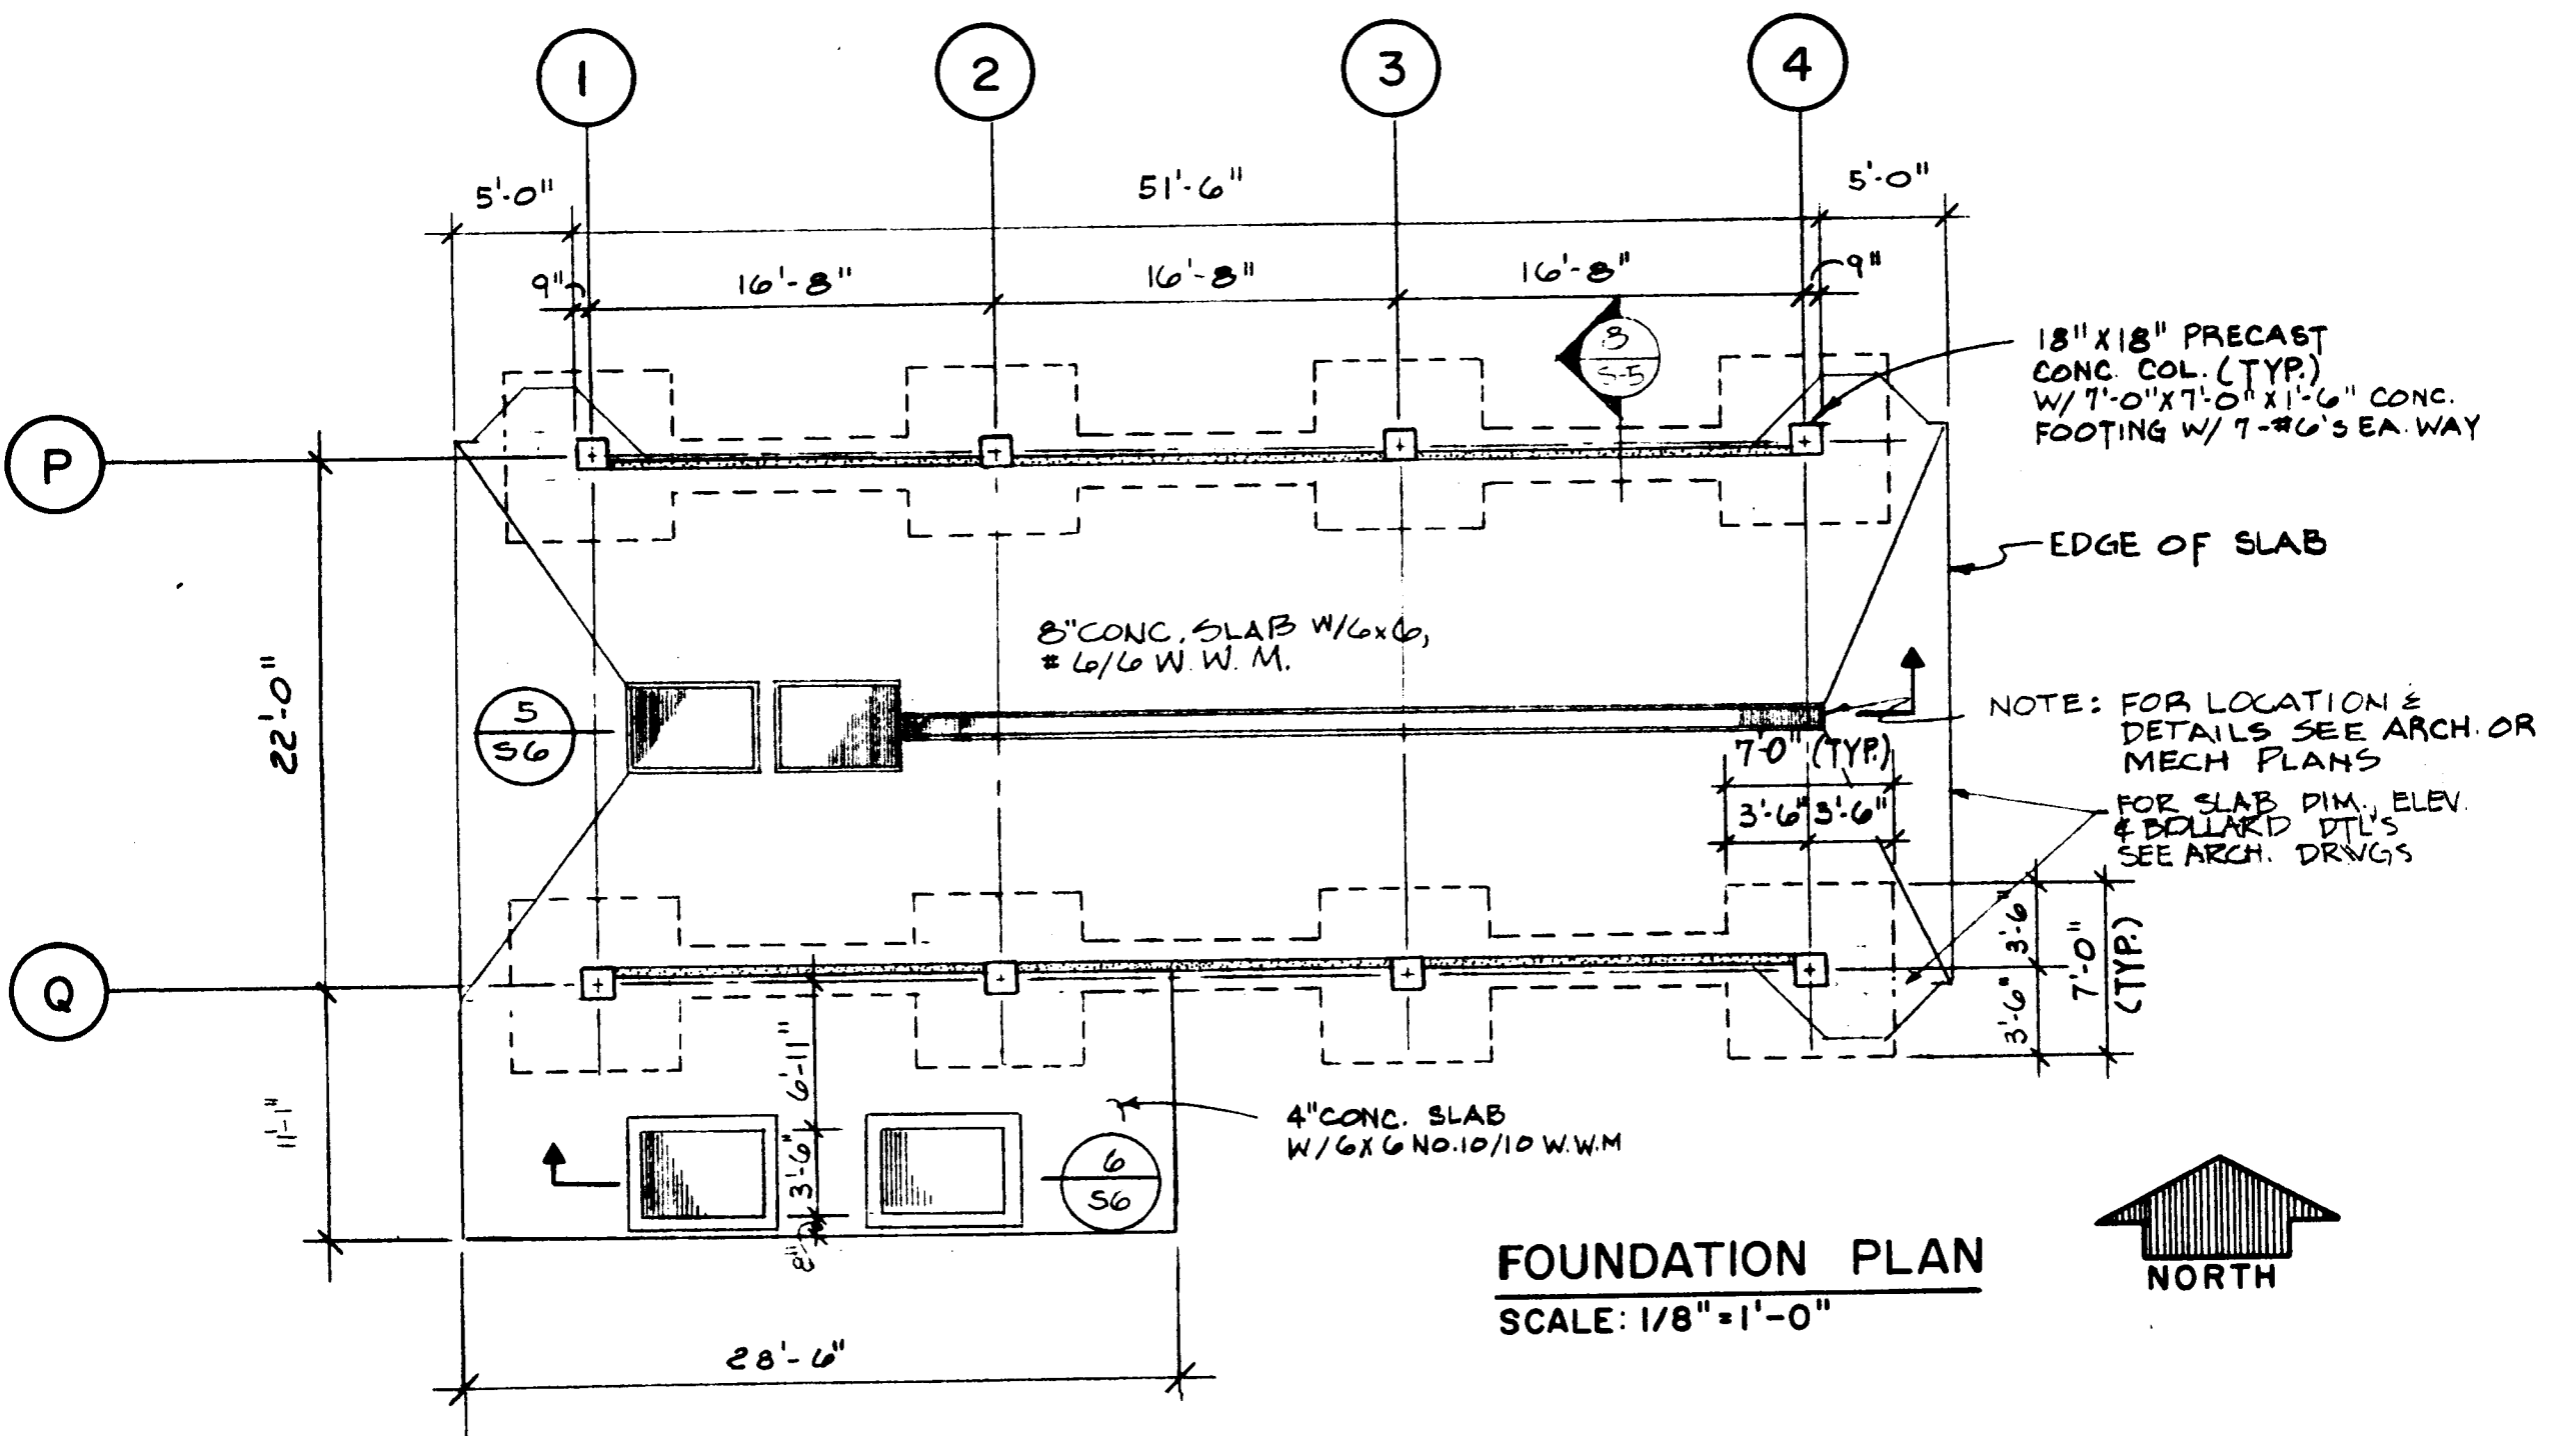 1
2
3
4
5'-0"
51'-6"
5'-0"
9"
16'-8"
16'-8"
16'-8"
9"
8
S-5
18"X18" PRECAST
CONC. COL. (TYP.)
W/ 7'-0"X7'-0"X1'-6" CONC.
FOOTING W/ 7-#6's EA. WAY
P
EDGE OF SLAB
8" CONC. SLAB W/6x6,
# 6/6 W.W.M.
22'-0"
5
S6
NOTE: FOR LOCATION &
DETAILS SEE ARCH. OR
MECH PLANS
7'-0" (TYP.)
3'-6"
3'-6"
FOR SLAB DIM., ELEV.
& BOLLARD DTL'S
SEE ARCH. DRWGS
3'-6"
3'-6"
7'-0"
(TYP.)
Q
6'-11"
3'-6"
8"
11'-1"
4" CONC. SLAB
W/6X6 NO.10/10 W.W.M
6
S6
28'-6"
FOUNDATION PLAN
SCALE: 1/8"=1'-0"
NORTH